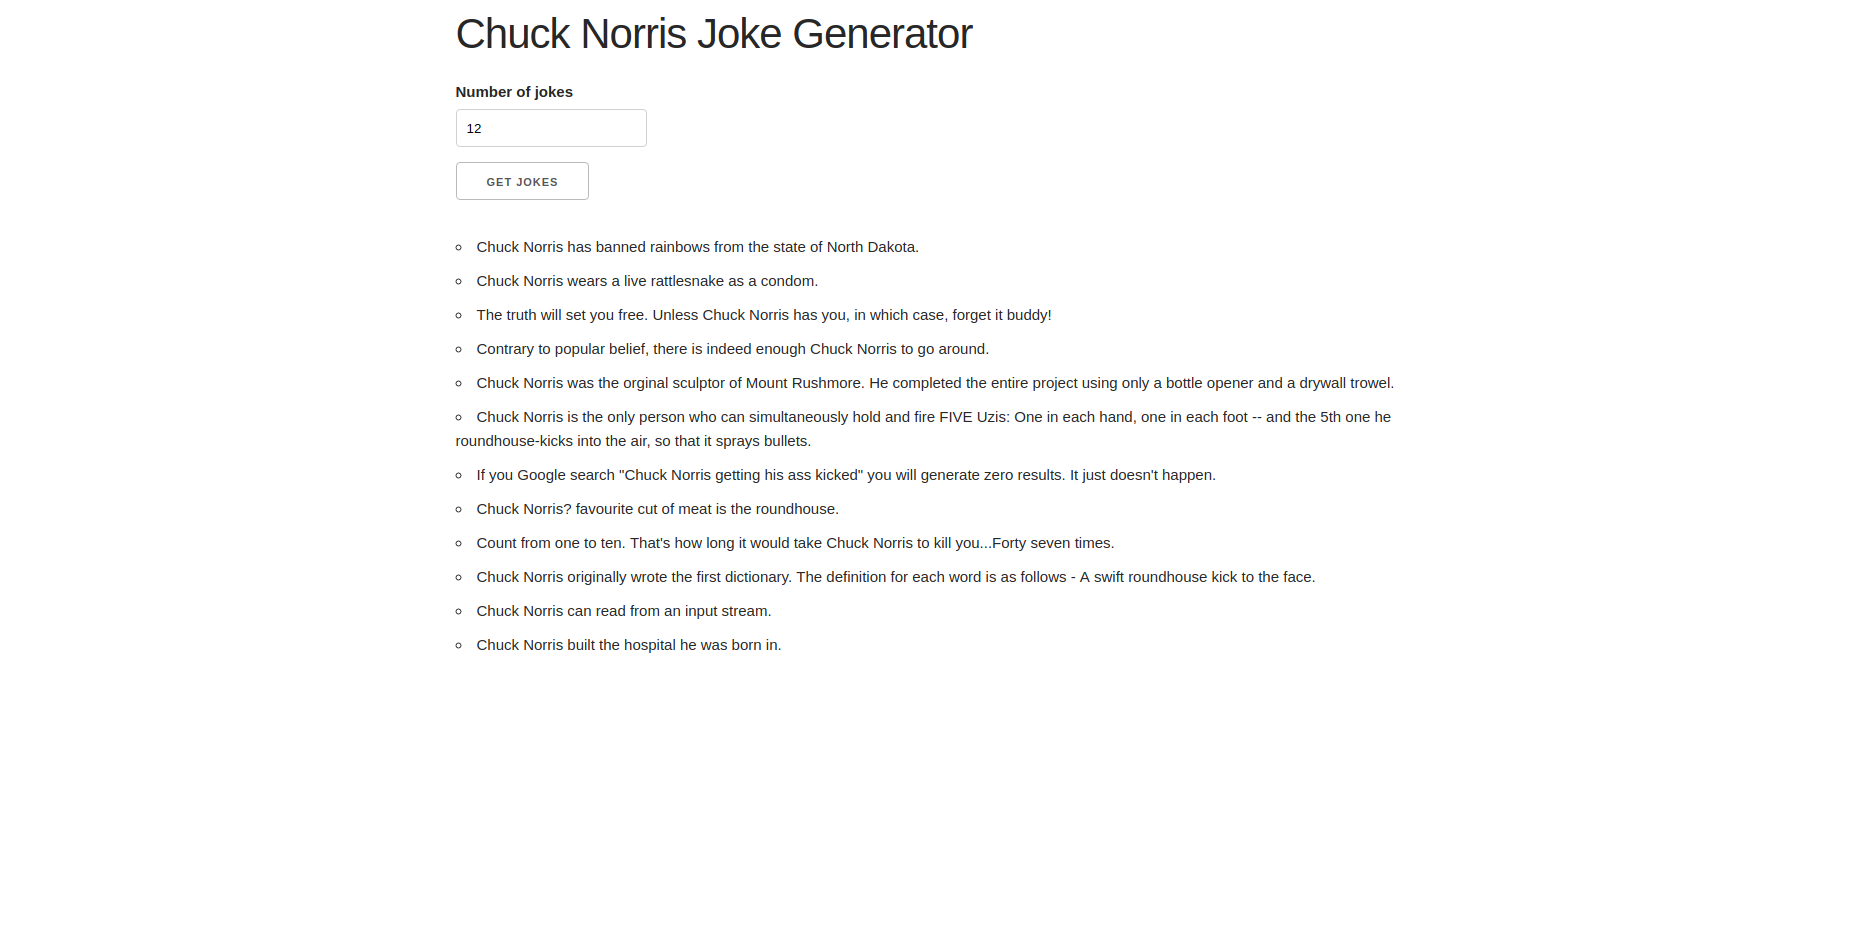 Chuck Norris Joke Generator
Number of jokes
12
GET JOKES
Chuck Norris has banned rainbows from the state of North Dakota.
Chuck Norris wears a live rattlesnake as a condom.
The truth will set you free. Unless Chuck Norris has you, in which case, forget it buddy!
Contrary to popular belief, there is indeed enough Chuck Norris to go around.
Chuck Norris was the orginal sculptor of Mount Rushmore. He completed the entire project using only a bottle opener and a drywall trowel.
Chuck Norris is the only person who can simultaneously hold and fire FIVE Uzis: One in each hand, one in each foot -- and the 5th one he
roundhouse-kicks into the air, so that it sprays bullets.
If you Google search "Chuck Norris getting his ass kicked" you will generate zero results. It just doesn't happen.
Chuck Norris? favourite cut of meat is the roundhouse.
Count from one to ten. That's how long it would take Chuck Norris to kill you...Forty seven times.
Chuck Norris originally wrote the first dictionary. The definition for each word is as follows - A swift roundhouse kick to the face.
Chuck Norris can read from an input stream.
Chuck Norris built the hospital he was born in.